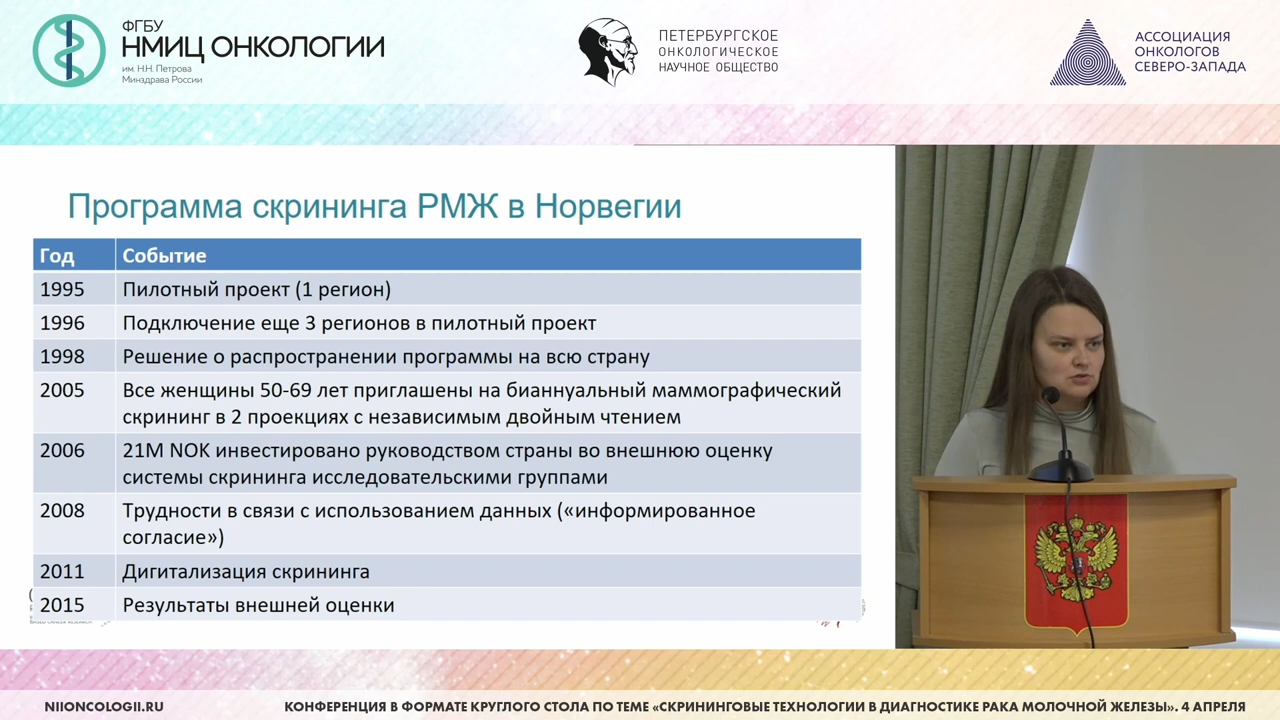 ФГБУ
НМИЦ ОНКОЛОГИИ
им. Н.Н. Петрова
Минздрава России
ПЕТЕРБУРГСКОЕ
ОНКОЛОГИЧЕСКОЕ
НАУЧНОЕ ОБЩЕСТВО
АССОЦИАЦИЯ
ОНКОЛОГОВ
СЕВЕРО-ЗАПАДА
Программа скрининга РМЖ в Норвегии
Год Событие
1995 Пилотный проект (1 регион)
1996 Подключение еще 3 регионов в пилотный проект
1998 Решение о распространении программы на всю страну
2005 Все женщины 50-69 лет приглашены на бианнуальный маммографический
скрининг в 2 проекциях с независимым двойным чтением
2006 21M NOK инвестировано руководством страны во внешнюю оценку
системы скрининга исследовательскими группами
2008 Трудности в связи с использованием данных («информированное
согласие»)
2011 Дигитализация скрининга
2015 Результаты внешней оценки
NIIONCOLOGII.RU
КОНФЕРЕНЦИЯ В ФОРМАТЕ КРУГЛОГО СТОЛА ПО ТЕМЕ «СКРИНИНГОВЫЕ ТЕХНОЛОГИИ В ДИАГНОСТИКЕ РАКА МОЛОЧНОЙ ЖЕЛЕЗЫ». 4 АПРЕЛЯ